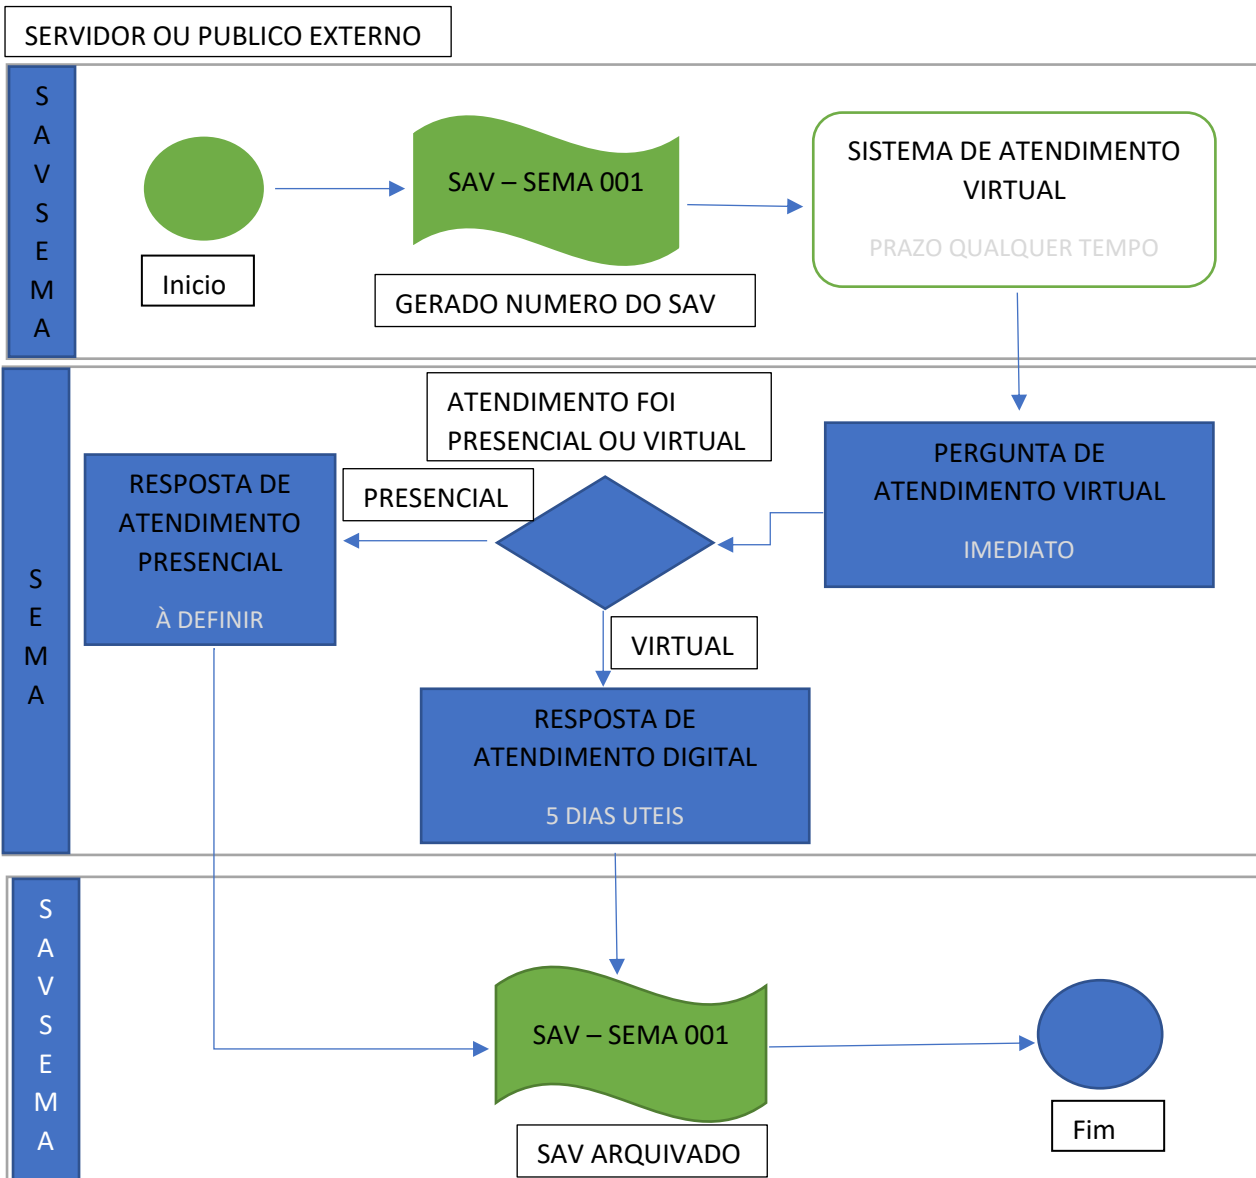 SERVIDOR OU PUBLICO EXTERNO
S
A
V
S
E
M
A
SAV – SEMA 001
SISTEMA DE ATENDIMENTO
VIRTUAL
PRAZO QUALQUER TEMPO
Inicio
GERADO NUMERO DO SAV
S
E
M
A
ATENDIMENTO FOI
PRESENCIAL OU VIRTUAL
PERGUNTA DE
ATENDIMENTO VIRTUAL
IMEDIATO
PRESENCIAL
RESPOSTA DE
ATENDIMENTO
PRESENCIAL
À DEFINIR
VIRTUAL
RESPOSTA DE
ATENDIMENTO DIGITAL
5 DIAS UTEIS
S
A
V
S
E
M
A
SAV – SEMA 001
SAV ARQUIVADO
Fim